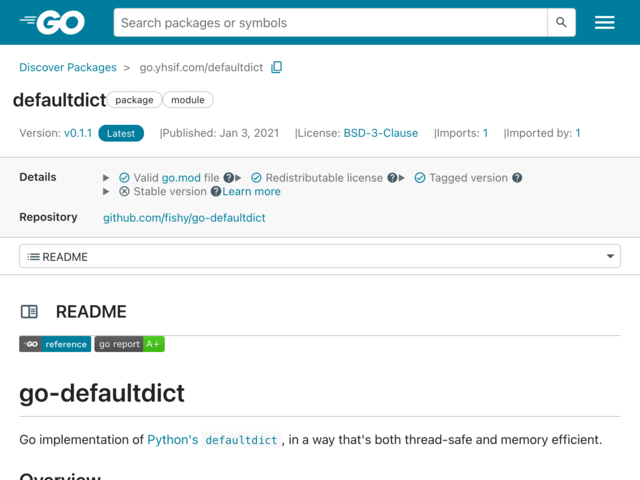 GO
Search packages or symbols
Discover Packages > go.yhsif.com/defaultdict
defaultdict package module
Version: v0.1.1 Latest |Published: Jan 3, 2021 |License: BSD-3-Clause |Imports: 1 |Imported by: 1
Details Valid go.mod file Redistributable license Tagged version
Stable version Learn more
Repository github.com/fishy/go-defaultdict
README
README
GO reference go report A+
go-defaultdict
Go implementation of Python's defaultdict , in a way that's both thread-safe and memory efficient.
Overview